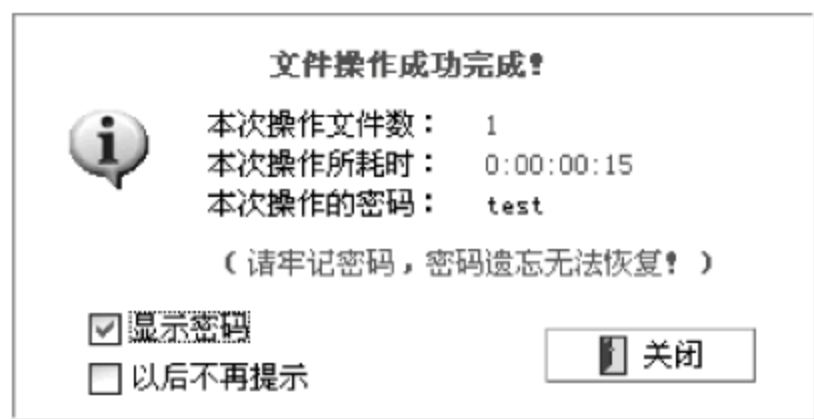 文件操作成功完成！
本次操作文件数： 1
本次操作所耗时： 0:00:00:15
本次操作的密码： test
（请牢记密码，密码遗忘无法恢复！）
显示密码
以后不再提示
关闭